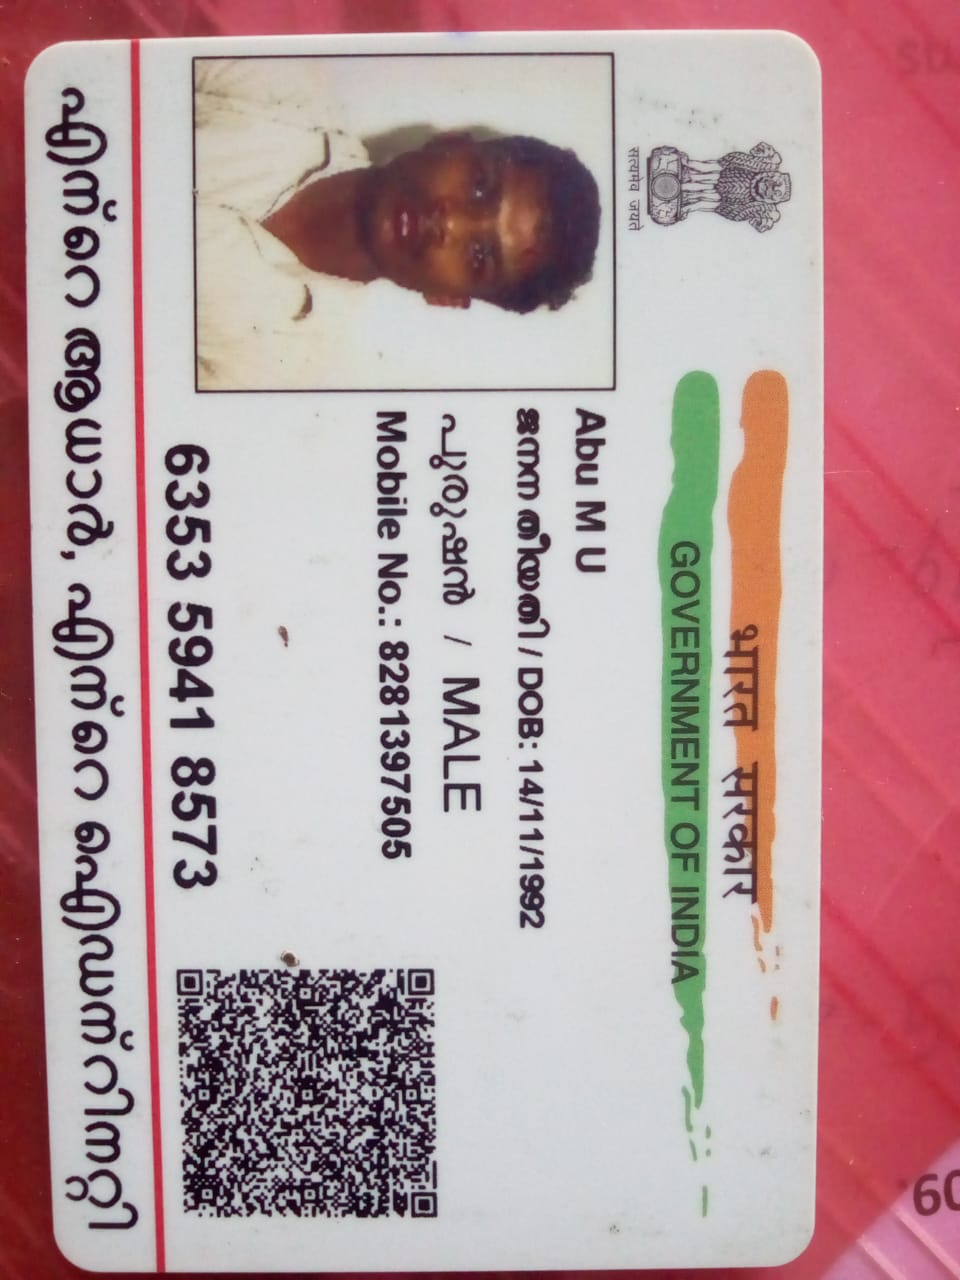 भारत सरकार
GOVERNMENT OF INDIA
सत्यमेव जयते
Abu M U
ജനന തീയതി / DOB: 14/11/1992
പുരുഷൻ / MALE
Mobile No.: 8281397505
6353 5941 8573
എന്റെ ആധാർ, എന്റെ ഐഡന്റിറ്റി